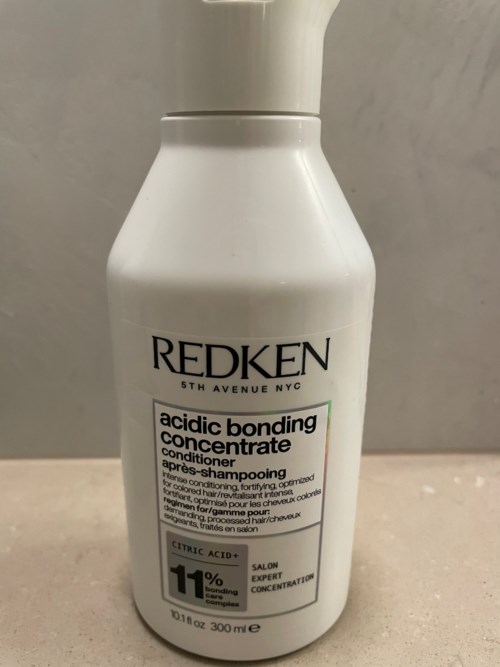 REDKEN
5TH AVENUE NYC
acidic bonding
concentrate
conditioner
après-shampooing
intense conditioning, fortifying, optimized
for colored hair/revitalisant intense,
fortifiant, optimisé pour les cheveux colorés
regimen for/gamme pour:
demanding, processed hair/cheveux
exigeants, traités en salon
CITRIC ACID+
11%
bonding
care
complex
SALON
EXPERT
CONCENTRATION
10.1 fl oz 300 ml ℮